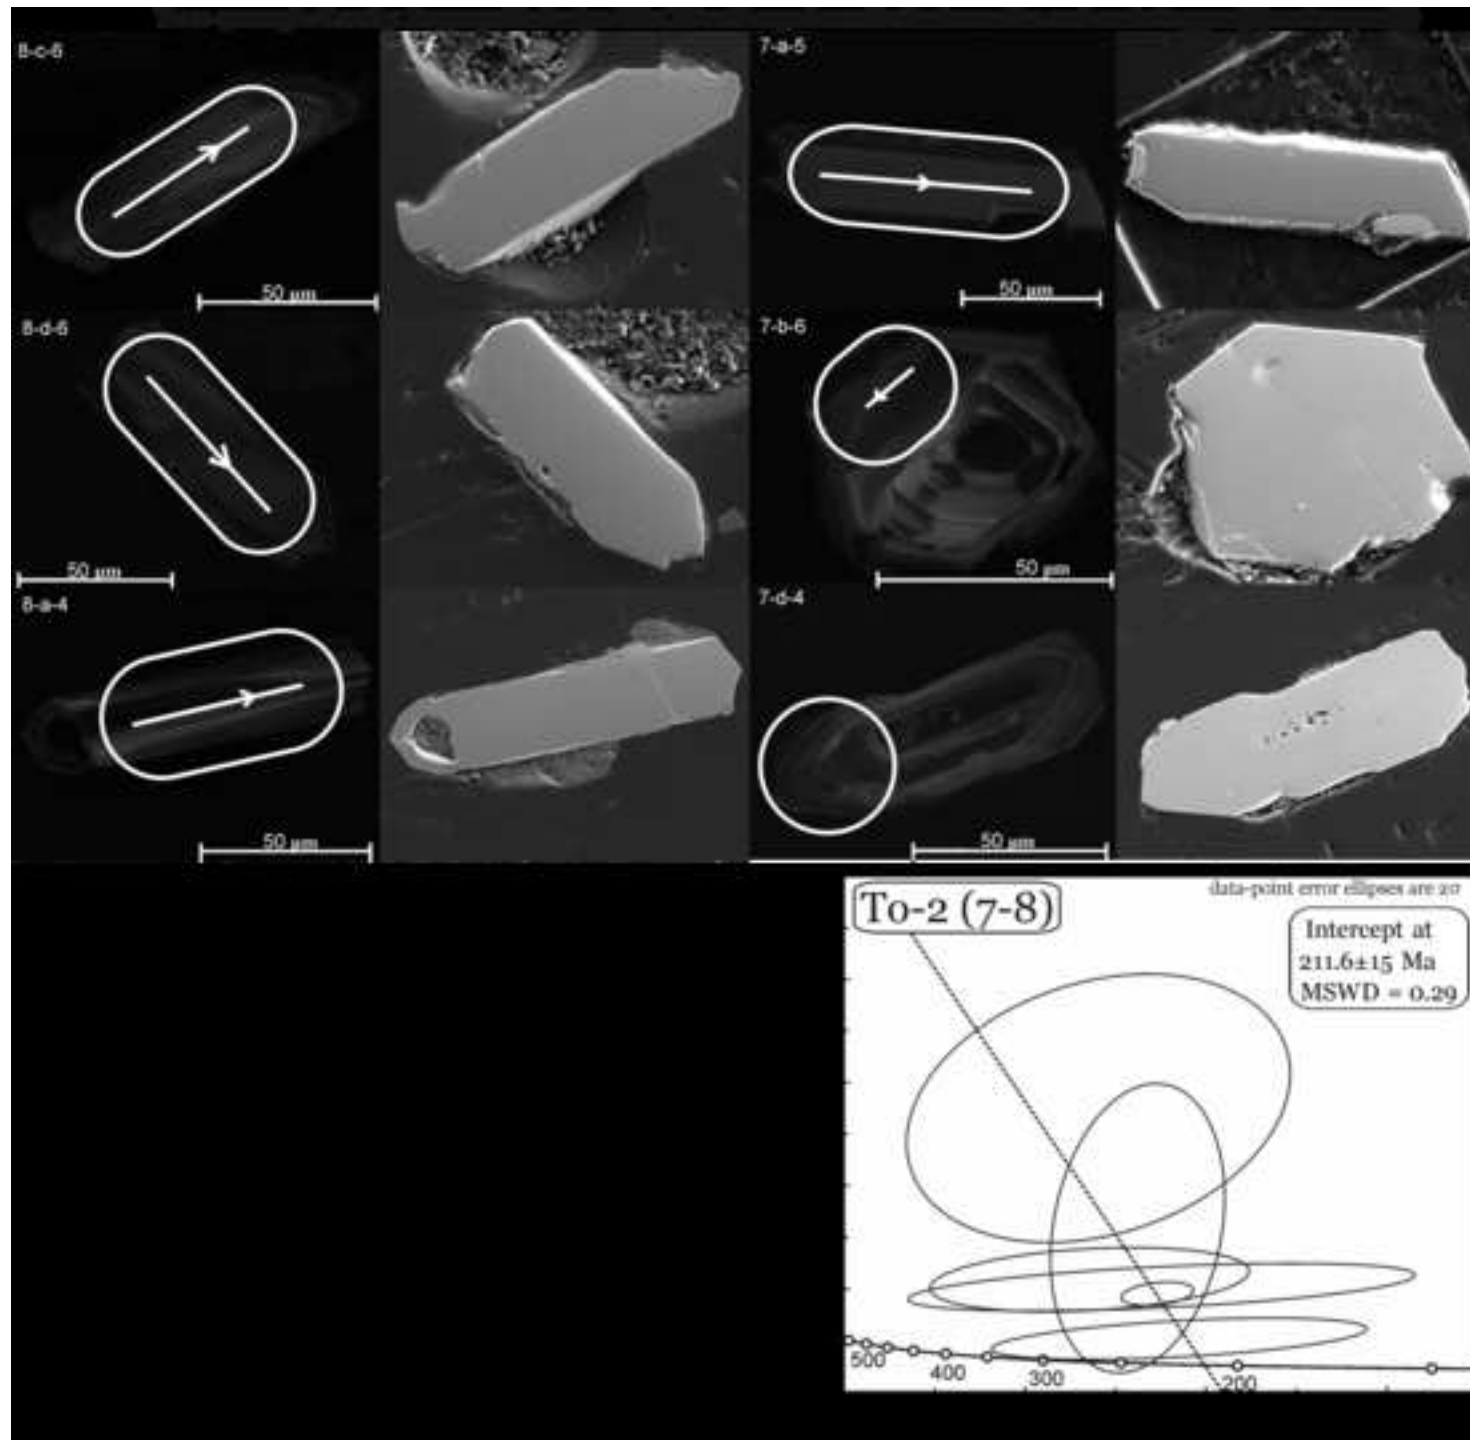 8-c-6
50 µm
7-a-5
50 µm
8-d-6
50 µm
7-b-6
50 µm
8-a-4
50 µm
7-d-4
50 µm
To-2 (7-8)
data-point error ellipses are 2σ
Intercept at
211.6±15 Ma
MSWD = 0.29
500
400
300
200